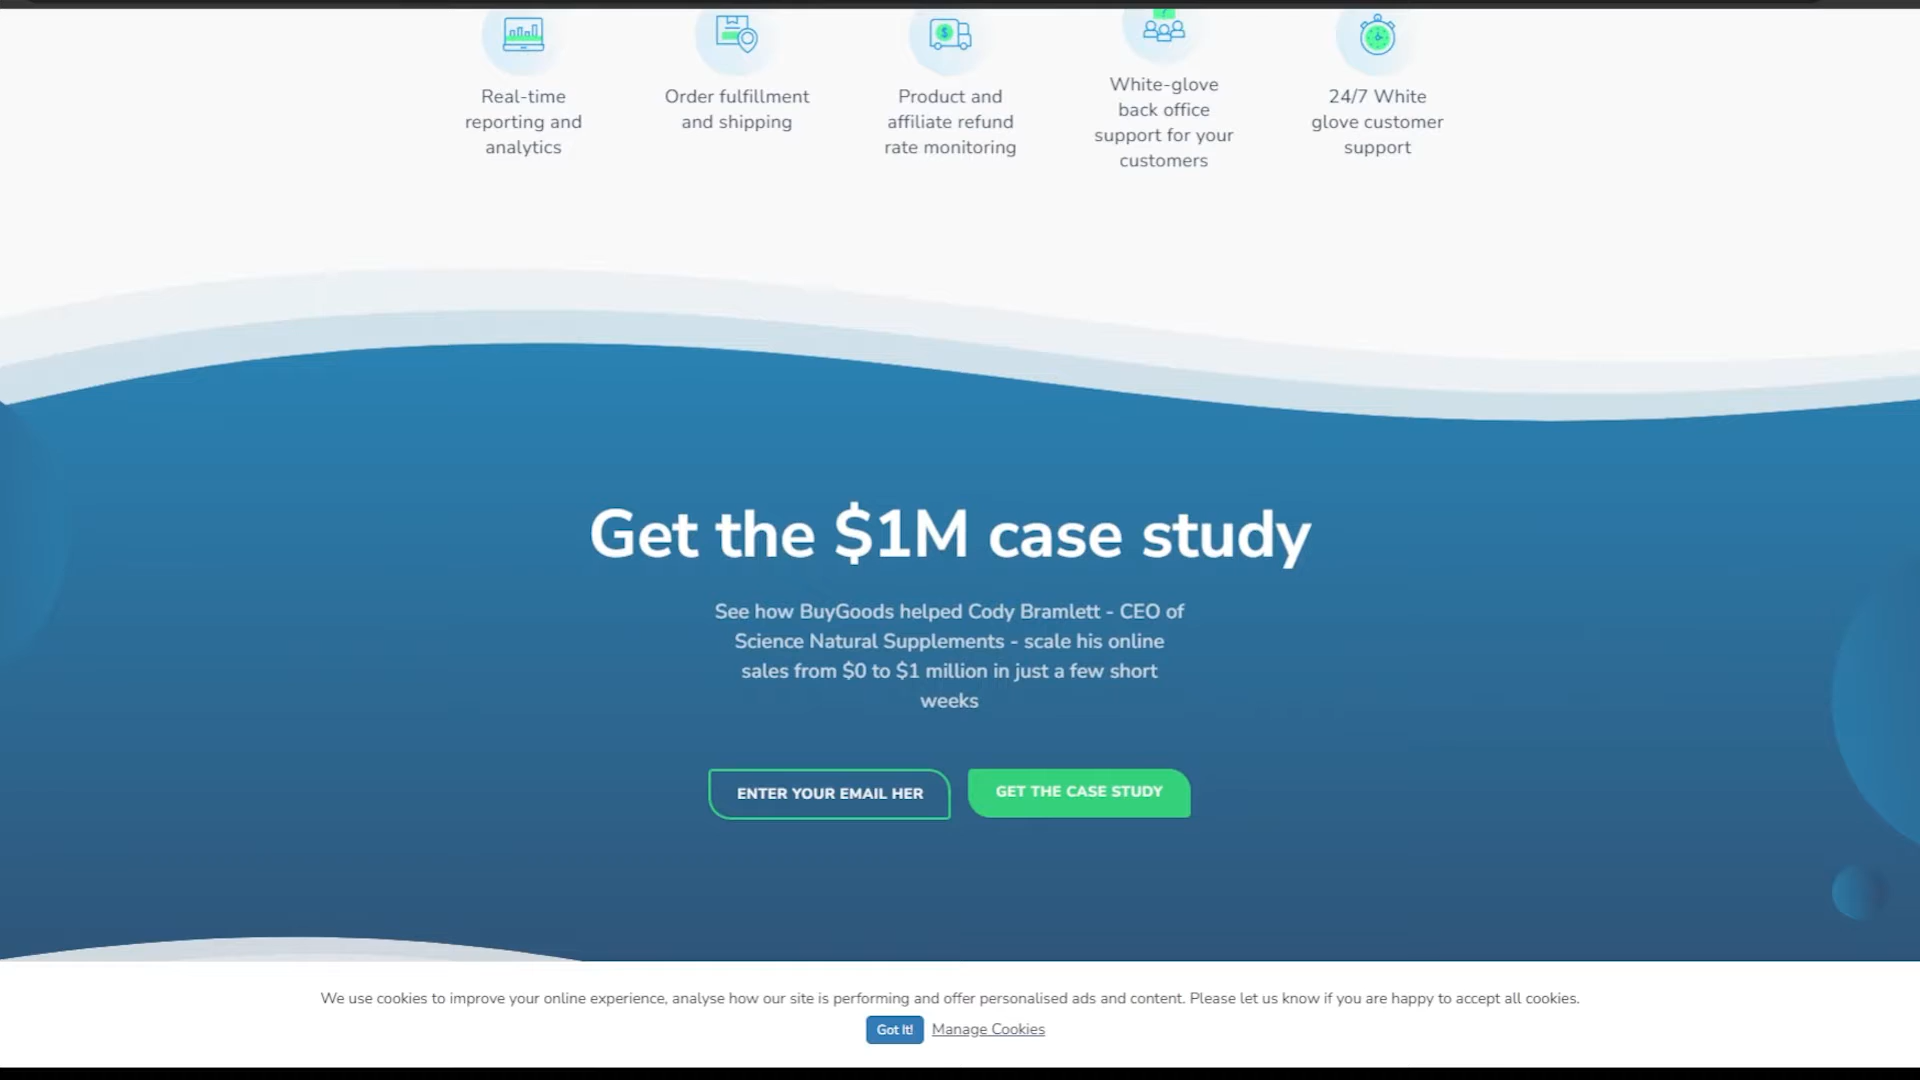 Real-time
reporting and
analytics
Order fulfillment
and shipping
$
Product and
affiliate refund
rate monitoring
White-glove
back office
support for your
customers
24/7 White
glove customer
support
Get the $1M case study
See how BuyGoods helped Cody Bramlett - CEO of
Science Natural Supplements - scale his online
sales from $0 to $1 million in just a few short
weeks
ENTER YOUR EMAIL HER
GET THE CASE STUDY
We use cookies to improve your online experience, analyse how our site is performing and offer personalised ads and content. Please let us know if you are happy to accept all cookies.
Got It!
Manage Cookies